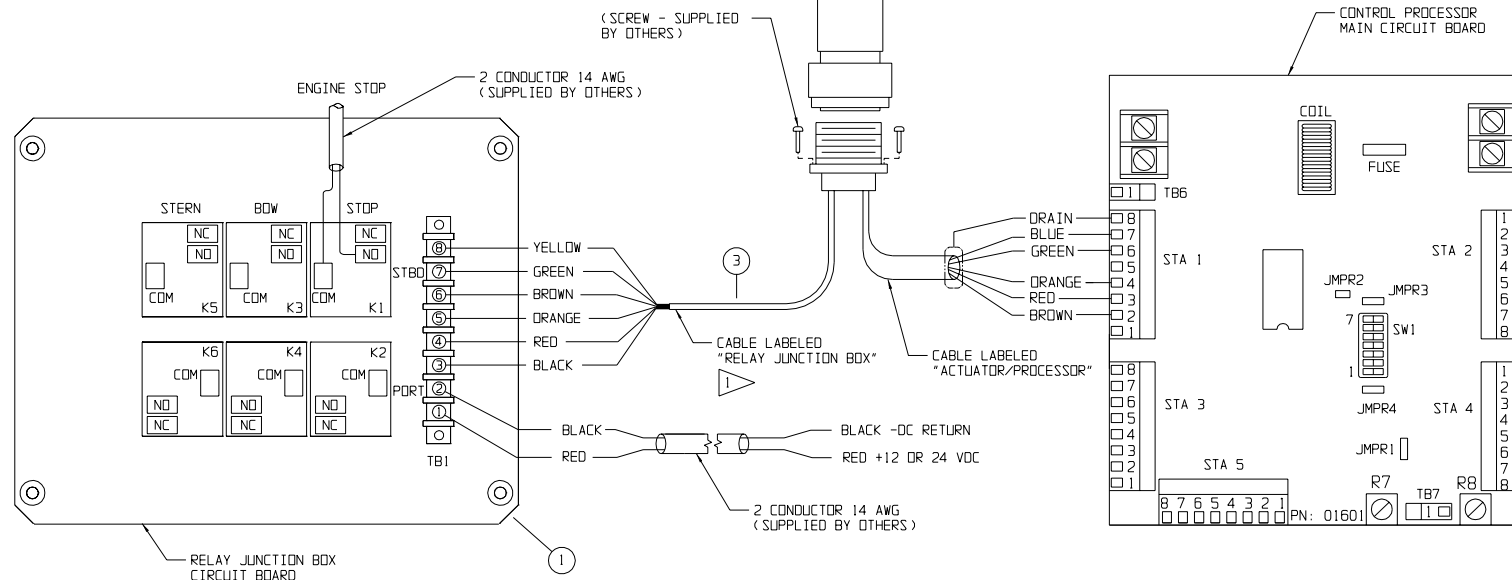 (SCREW - SUPPLIED
BY OTHERS)
CONTROL PROCESSOR
MAIN CIRCUIT BOARD
ENGINE STOP
2 CONDUCTOR 14 AWG
(SUPPLIED BY OTHERS)
COIL
FUSE
1
TB6
STERN
BOW
STOP
NC
NO
COM
K5
NC
NO
COM
K3
NC
NO
COM
K1
K6
COM
NO
NC
K4
COM
NO
NC
K2
COM
NO
NC
STBD
PORT
8
7
6
5
4
3
2
1
TB1
YELLOW
GREEN
BROWN
ORANGE
RED
BLACK
3
CABLE LABELED
"RELAY JUNCTION BOX"
1
CABLE LABELED
"ACTUATOR/PROCESSOR"
DRAIN
BLUE
GREEN
ORANGE
RED
BROWN
8
7
6
5
4
3
2
1
STA 1
STA 2
1
2
3
4
5
6
7
8
JMPR2
JMPR3
7
SW1
1
JMPR4
8
7
6
5
4
3
2
1
STA 3
STA 4
1
2
3
4
5
6
7
8
JMPR1
STA 5
8 7 6 5 4 3 2 1
PN: 01601
R7
TB7
1
R8
BLACK
RED
BLACK -DC RETURN
RED +12 OR 24 VDC
2 CONDUCTOR 14 AWG
(SUPPLIED BY OTHERS)
RELAY JUNCTION BOX
CIRCUIT BOARD
1